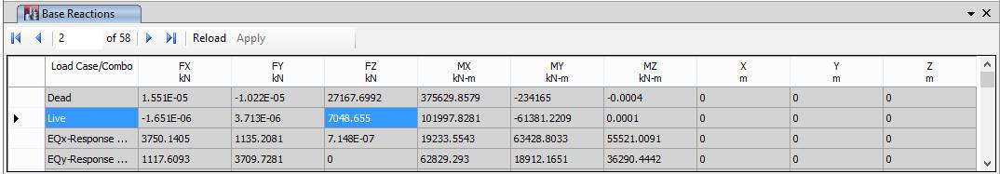 Base Reactions
2 of 58 Reload Apply
Load Case/Combo FX FY FZ MX MY MZ X Y Z
kN kN kN kN-m kN-m kN-m m m m
Dead 1.551E-05 -1.022E-05 27167.6992 375629.8579 -234165 -0.0004 0 0 0
Live -1.651E-06 3.713E-06 7048.655 101997.8281 -61381.2209 0.0001 0 0 0
EQx-Response ... 3750.1405 1135.2081 7.148E-07 19233.5543 63428.8033 55521.0091 0 0 0
EQy-Response ... 1117.6093 3709.7281 0 62829.293 18912.1651 36290.4442 0 0 0